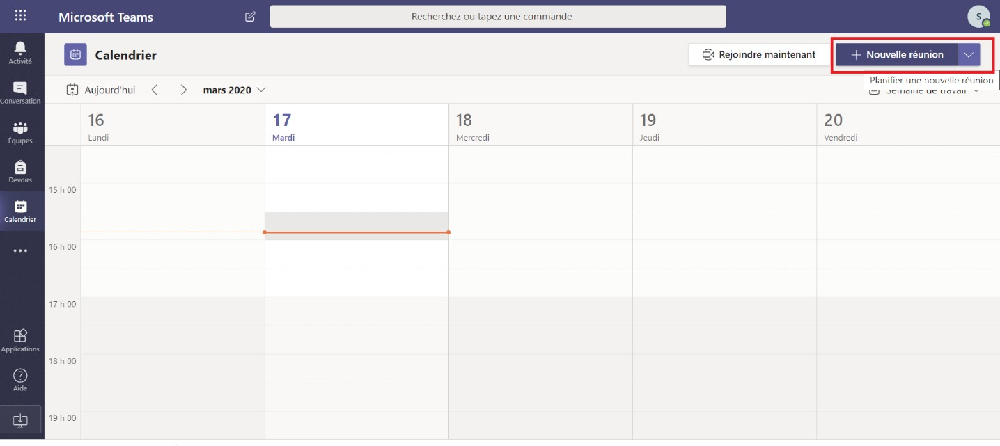 Microsoft Teams
Recherchez ou tapez une commande
S
Activité
Conversation
Équipes
Devoirs
Calendrier
Applications
Aide
Calendrier
Rejoindre maintenant
Nouvelle réunion
Planifier une nouvelle réunion
Aujourd'hui
mars 2020
Semaine de travail
16
Lundi
17
Mardi
18
Mercredi
19
Jeudi
20
Vendredi
15 h 00
16 h 00
17 h 00
18 h 00
19 h 00